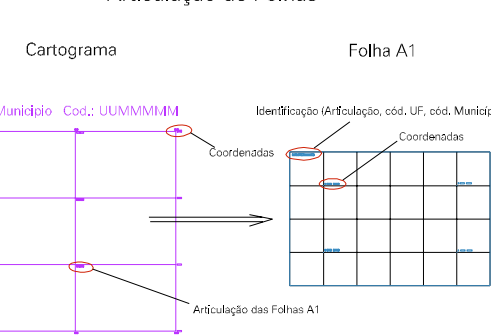 Articulação de Folhas
Cartograma
Folha A1
Município Cod.: UUMMMMM
Identificação (Articulação, cód. UF, cód.
Coordenadas
Coordenadas
Articulação das Folhas A1